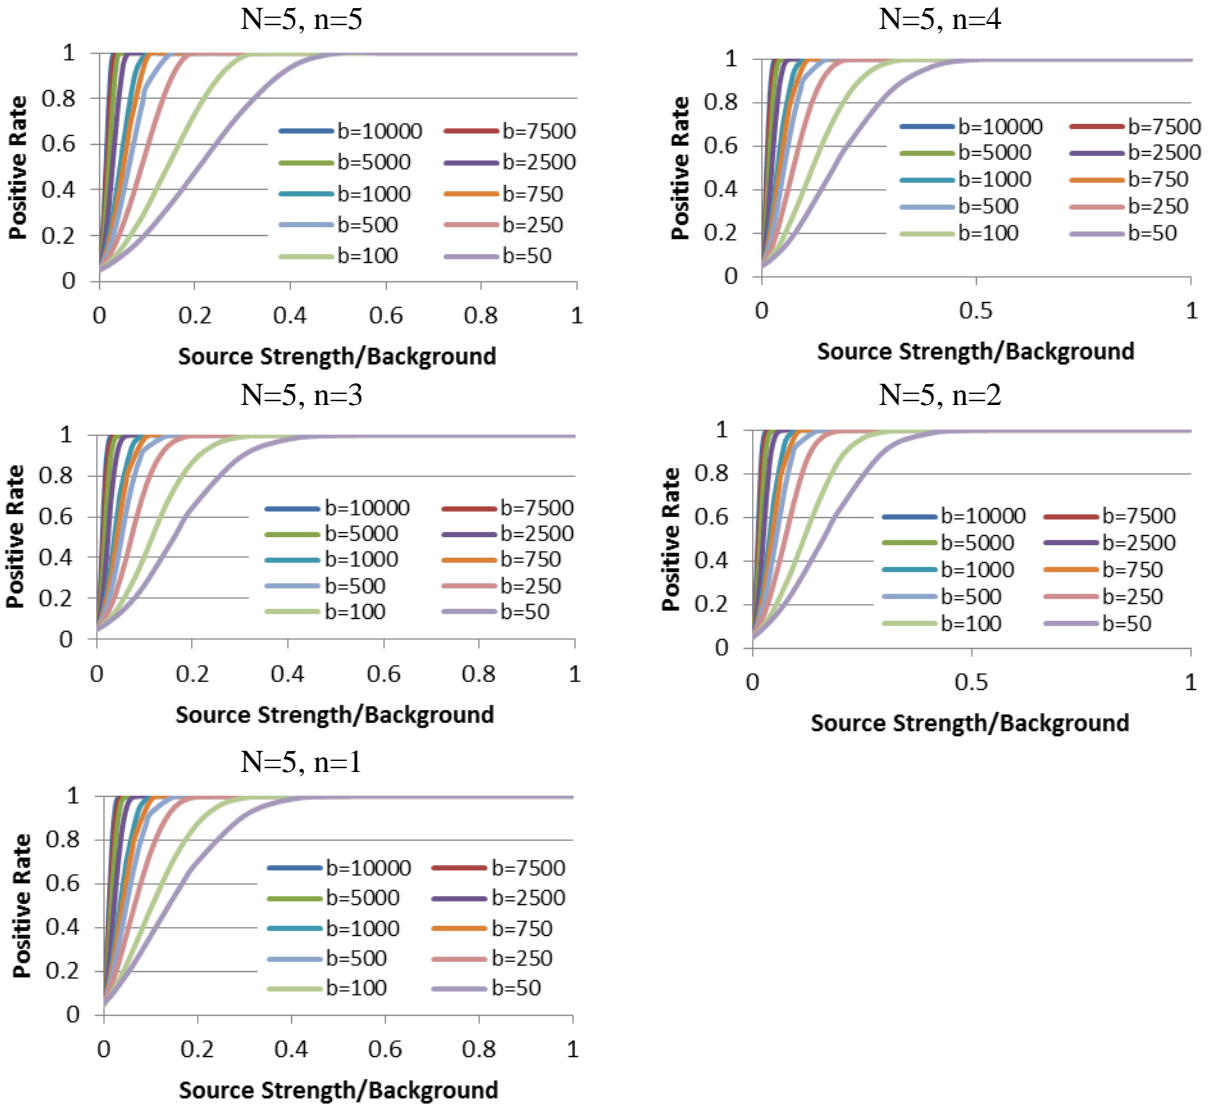 N=5, n=5
1
0.8
0.6
0.4
0.2
0
Positive Rate
b=10000 b=7500
b=5000 b=2500
b=1000 b=750
b=500 b=250
b=100 b=50
0 0.2 0.4 0.6 0.8 1
Source Strength/Background
N=5, n=4
1
0.8
0.6
0.4
0.2
0
Positive Rate
b=10000 b=7500
b=5000 b=2500
b=1000 b=750
b=500 b=250
b=100 b=50
0 0.5 1
Source Strength/Background
N=5, n=3
1
0.8
0.6
0.4
0.2
0
Positive Rate
b=10000 b=7500
b=5000 b=2500
b=1000 b=750
b=500 b=250
b=100 b=50
0 0.2 0.4 0.6 0.8 1
Source Strength/Background
N=5, n=2
1
0.8
0.6
0.4
0.2
0
Positive Rate
b=10000 b=7500
b=5000 b=2500
b=1000 b=750
b=500 b=250
b=100 b=50
0 0.5 1
Source Strength/Background
N=5, n=1
1
0.8
0.6
0.4
0.2
0
Positive Rate
b=10000 b=7500
b=5000 b=2500
b=1000 b=750
b=500 b=250
b=100 b=50
0 0.2 0.4 0.6 0.8 1
Source Strength/Background